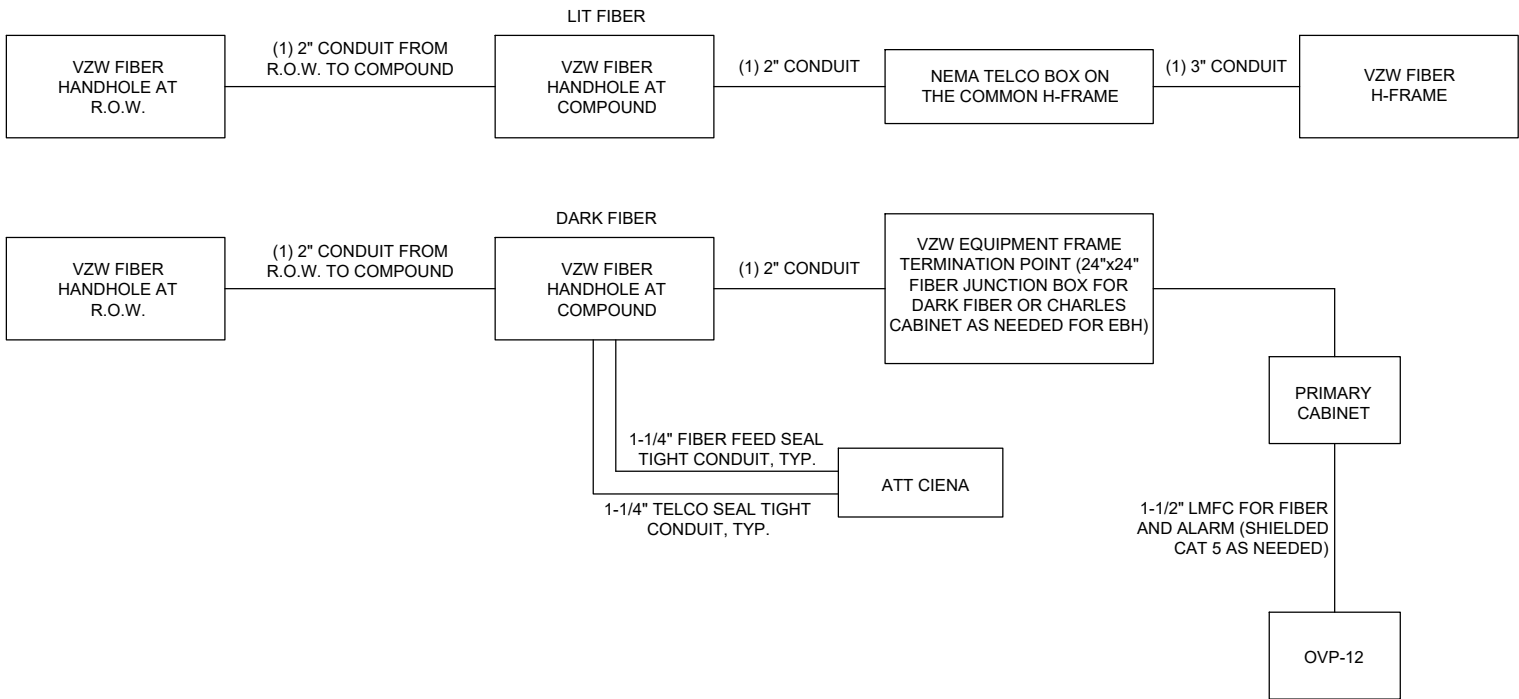 LIT FIBER
VZW FIBER
HANDHOLE AT
R.O.W.
(1) 2" CONDUIT FROM
R.O.W. TO COMPOUND
VZW FIBER
HANDHOLE AT
COMPOUND
(1) 2" CONDUIT
NEMA TELCO BOX ON
THE COMMON H-FRAME
(1) 3" CONDUIT
VZW FIBER
H-FRAME
DARK FIBER
VZW FIBER
HANDHOLE AT
R.O.W.
(1) 2" CONDUIT FROM
R.O.W. TO COMPOUND
VZW FIBER
HANDHOLE AT
COMPOUND
(1) 2" CONDUIT
VZW EQUIPMENT FRAME
TERMINATION POINT (24"x24"
FIBER JUNCTION BOX FOR
DARK FIBER OR CHARLES
CABINET AS NEEDED FOR EBH)
PRIMARY
CABINET
1-1/4" FIBER FEED SEAL
TIGHT CONDUIT, TYP.
ATT CIENA
1-1/4" TELCO SEAL TIGHT
CONDUIT, TYP.
1-1/2" LMFC FOR FIBER
AND ALARM (SHIELDED
CAT 5 AS NEEDED)
OVP-12